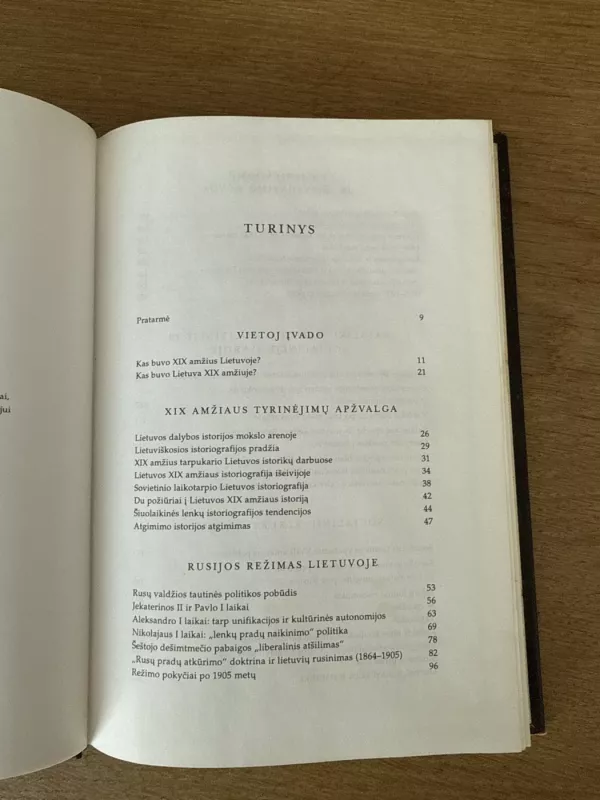 ai,
jui
TURINYS
Pratarmė 9
VIETOJ ĮVADO
Kas buvo XIX amžius Lietuvoje? 11
Kas buvo Lietuva XIX amžiuje? 21
XIX AMŽIAUS TYRINĖJIMŲ APŽVALGA
Lietuvos dalybos istorijos mokslo arenoje 26
Lietuviškosios istoriografijos pradžia 29
XIX amžius tarpukario Lietuvos istorikų darbuose 31
Lietuvos XIX amžiaus istoriografija išeivijoje 34
Sovietinio laikotarpio Lietuvos istoriografija 38
Du požiūriai į Lietuvos XIX amžiaus istoriją 42
Šiuolaikinės lenkų istoriografijos tendencijos 44
Atgimimo istorijos atgimimas 47
RUSIJOS REŽIMAS LIETUVOJE
Rusų valdžios tautinės politikos pobūdis 53
Jekaterinos II ir Pavlo I laikai 56
Aleksandro I laikai: tarp unifikacijos ir kultūrinės autonomijos 63
Nikolajaus I laikai: „lenkų pradų naikinimo“ politika 69
Šeštojo dešimtmečio pabaigos „liberalinis atšilimas“ 78
„Rusų pradų atkūrimo“ doktrina ir lietuvių rusinimas (1864–1905) 82
Režimo pokyčiai po 1905 metų 96